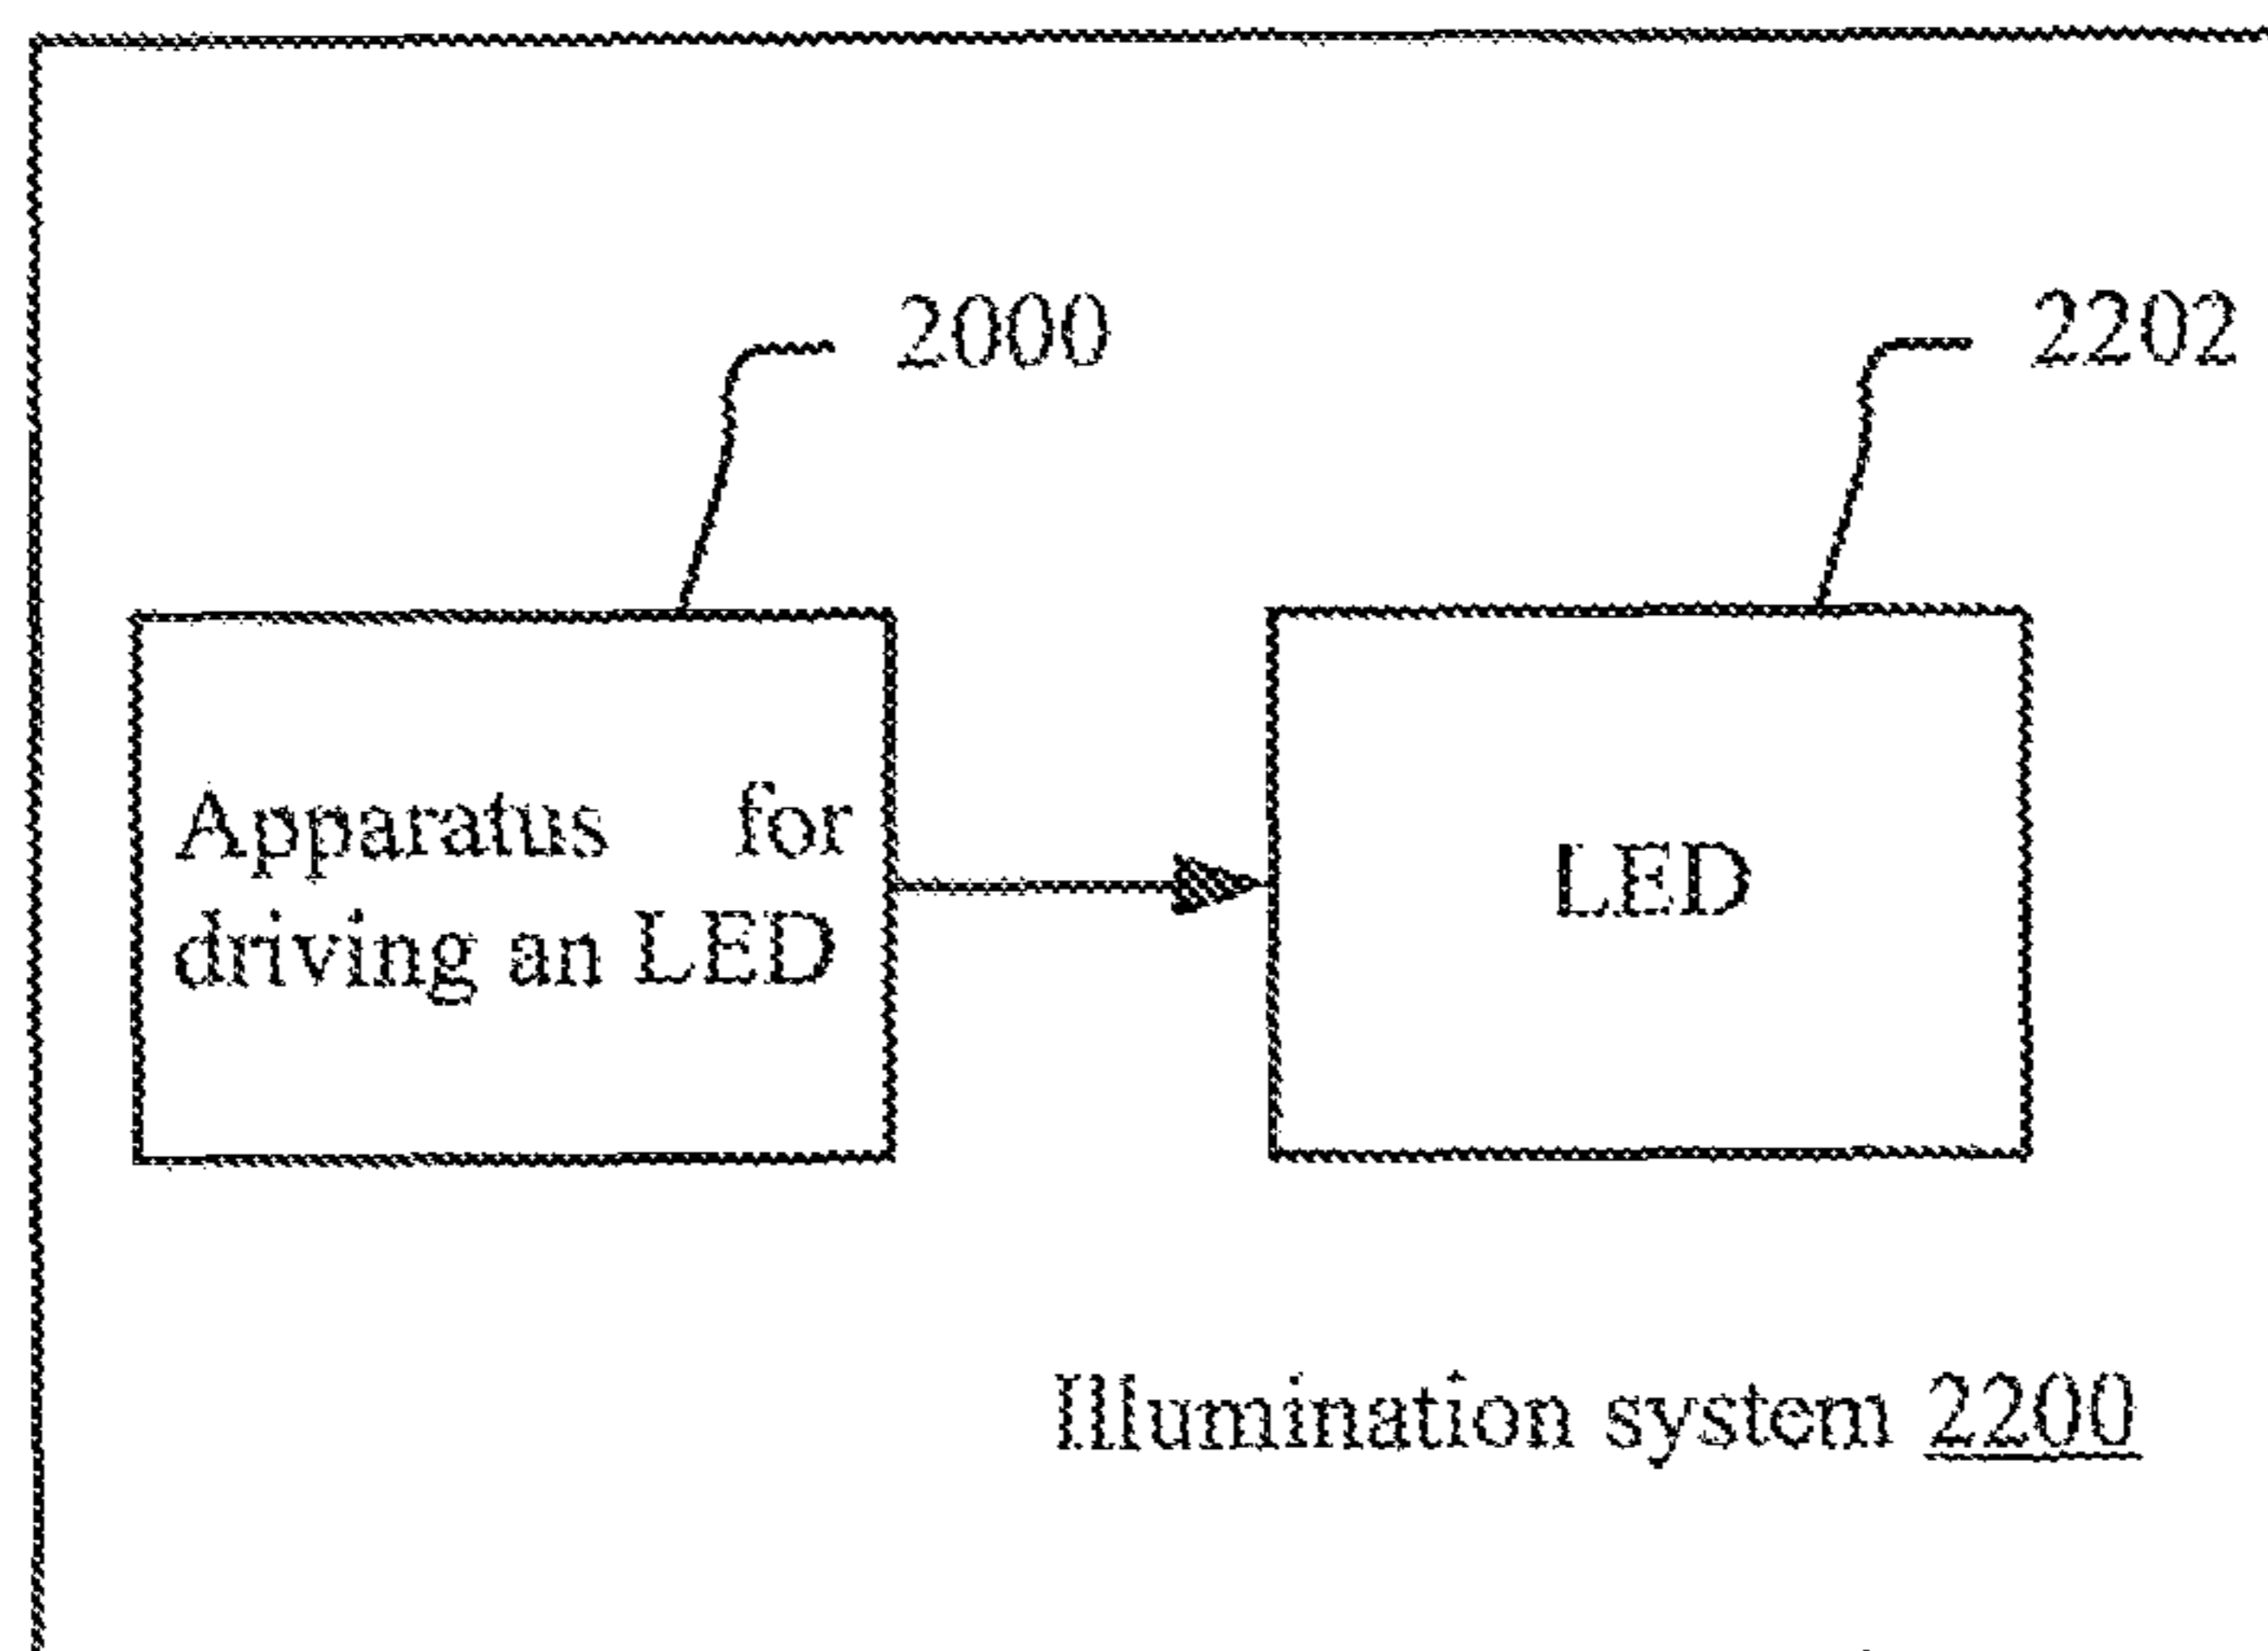 2000
2202
Apparatus for
driving an LED
LED
Illumination system 2200